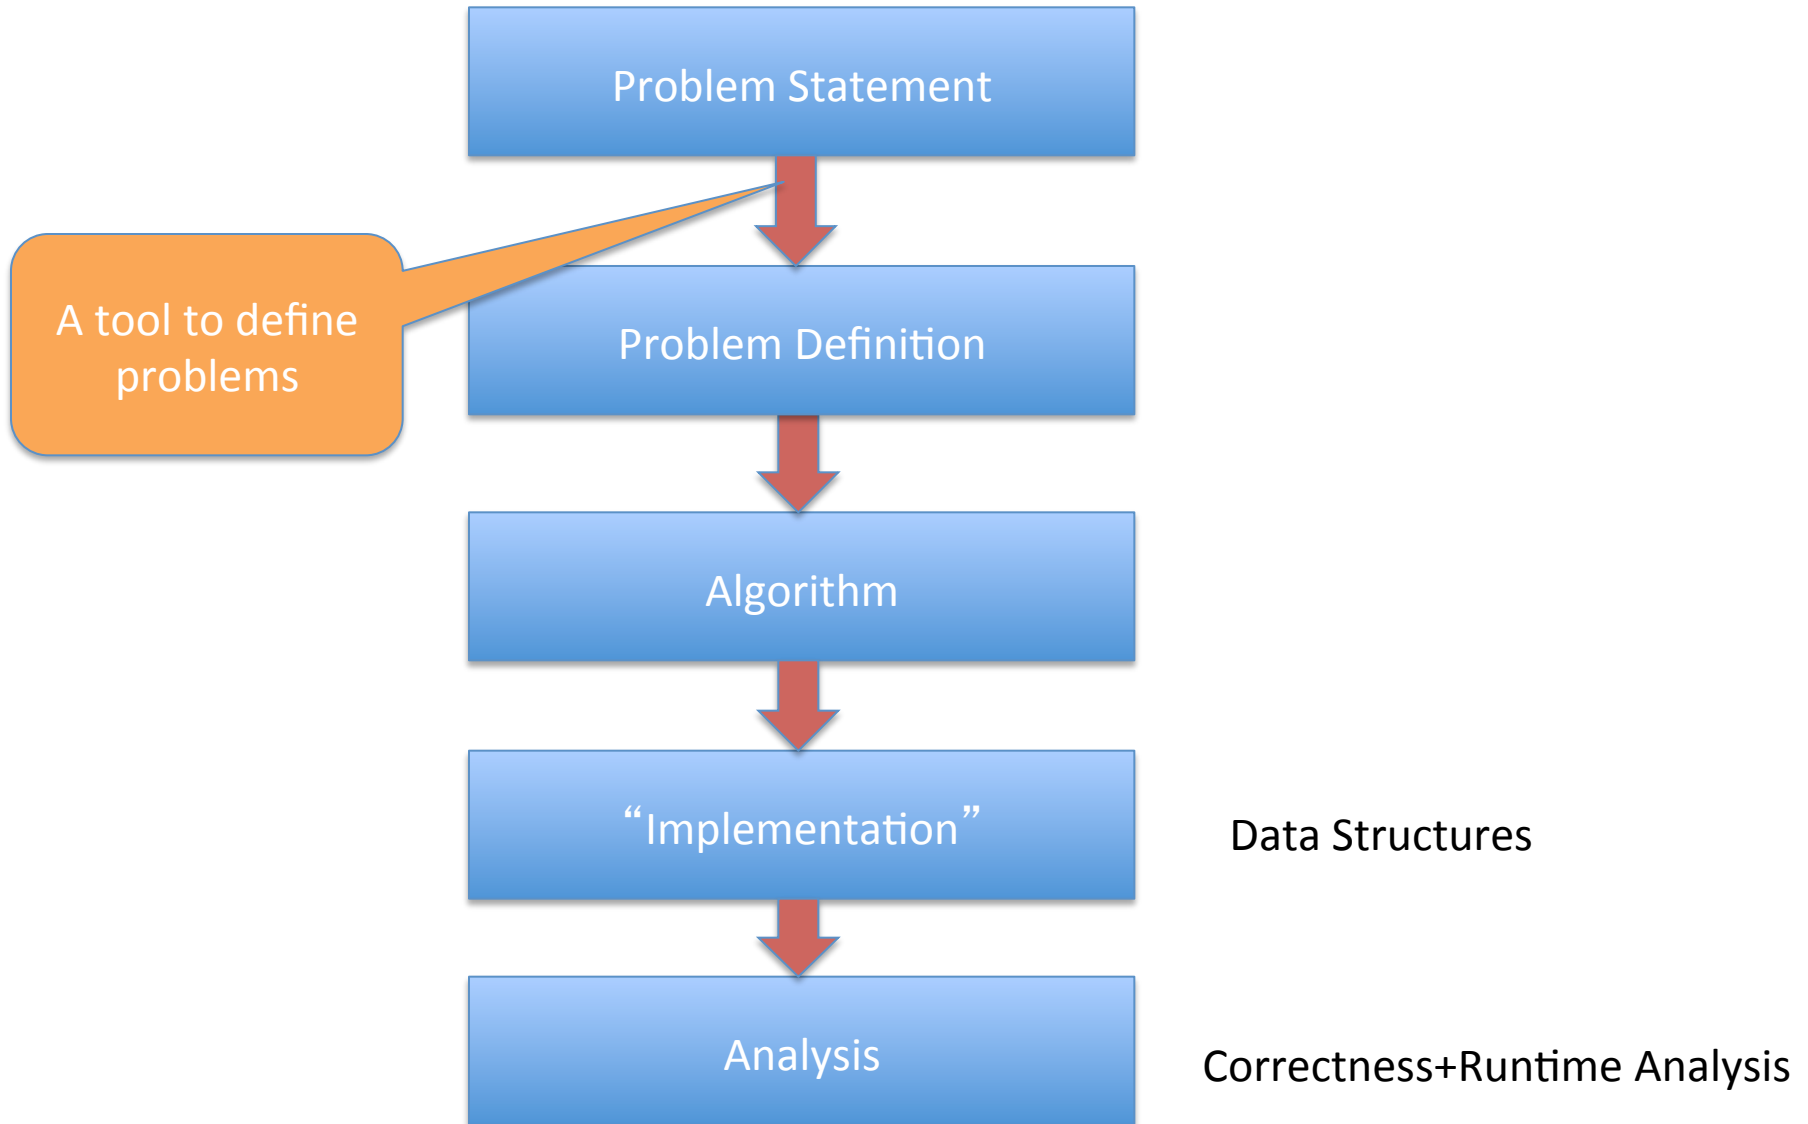 Problem Statement
A tool to define
problems
Problem Definition
Algorithm
“Implementation”
Data Structures
Analysis
Correctness+Runtime Analysis